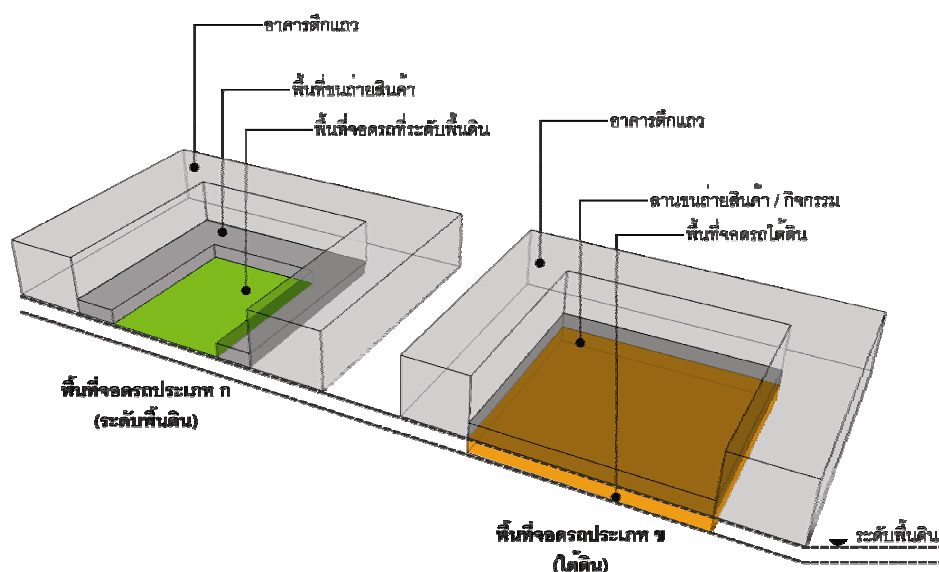 อาคารตึกแถว
พื้นที่ขนถ่ายสินค้า
พื้นที่จอดรถที่ระดับพื้นดิน
อาคารตึกแถว
ลานขนถ่ายสินค้า / กิจกรรม
พื้นที่จอดรถใต้ดิน
พื้นที่จอดรถประเภท ก
(ระดับพื้นดิน)
พื้นที่จอดรถประเภท ข
(ใต้ดิน)
ระดับพื้นดิน